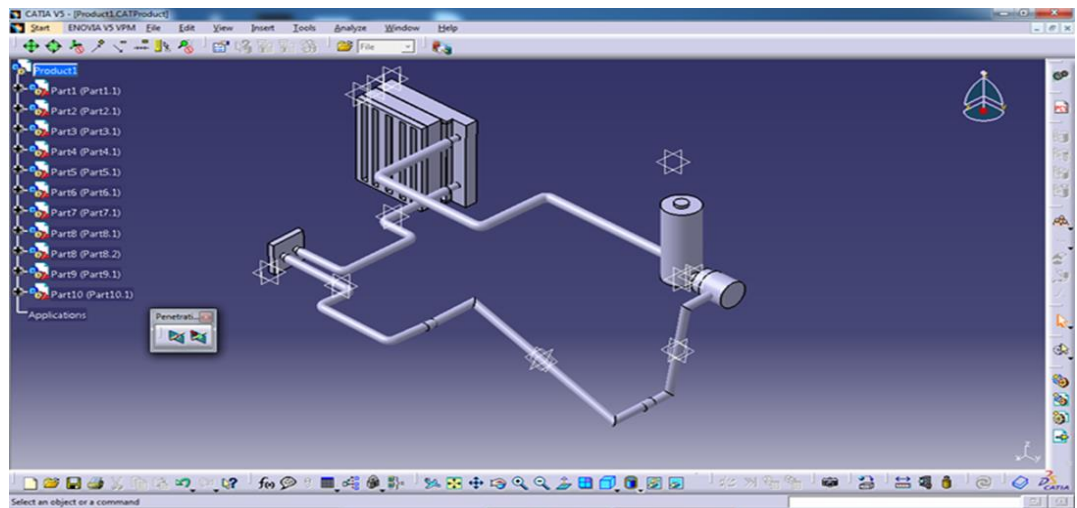 CATIA V5 - [Product1.CATProduct]
Start ENOVIA V5 VPM File Edit View Insert Tools Analyze Window Help
File
Product1
Part1 (Part1.1)
Part2 (Part2.1)
Part3 (Part3.1)
Part4 (Part4.1)
Part5 (Part5.1)
Part6 (Part6.1)
Part7 (Part7.1)
Part8 (Part8.1)
Part8 (Part8.2)
Part9 (Part9.1)
Part10 (Part10.1)
Applications
Penetrati...
z
y
x
f(x)
CATIA
Select an object or a command